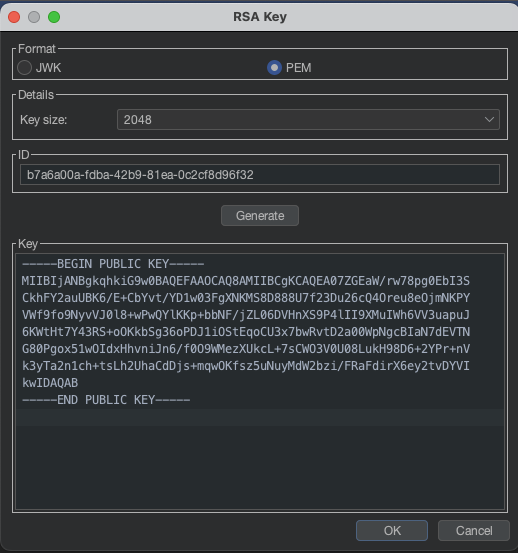 RSA Key
Format
JWK
PEM
Details
Key size:
2048
ID
b7a6a00a-fdba-42b9-81ea-0c2cf8d96f32
Generate
Key
-----BEGIN PUBLIC KEY-----
MIIBIjANBgkqhkiG9w0BAQEFAAOCAQ8AMIIBCgKCAQEA07ZGEaW/rw78pg0EbI3S
CkhFY2auUBK6/E+CbYvt/YD1w03FgXNKMS8D888U7f23Du26cQ4Oreu8eOjmNKPY
VWf9fo9NyvVJ0l8+wPwQYlKKp+bbNF/jZL06DVHnXS9P4lII9XMuIWh6VV3uapuJ
6KWtHt7Y43RS+oOKkbSg36oPDJ1iOStEqoCU3x7bwRvtD2a00WpNgcBIaN7dEVTN
G80Pgox51wOIdxHhvniJn6/f0O9WMezXUkcL+7sCWO3V0U08LukH98D6+2YPr+nV
k3yTa2n1ch+tsLh2UhaCdDjs+mqwOKfsz5uNuyMdW2bzi/FRaFdirX6ey2tvDYVI
kwIDAQAB
-----END PUBLIC KEY-----
OK
Cancel